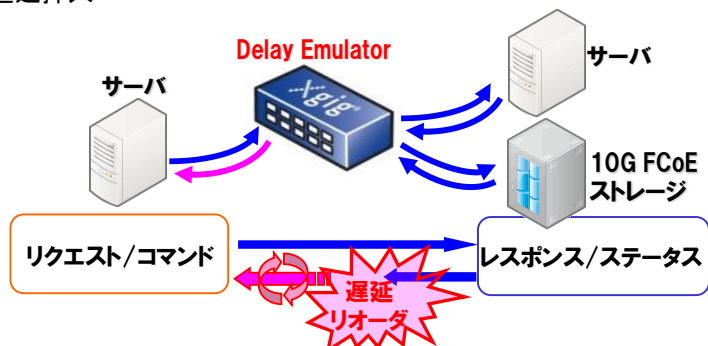 Delay Emulator
サーバ
サーバ
Xgig®
10G FCoE
ストレージ
リクエスト/コマンド
レスポンス/ステータス
遅延
リオーダ